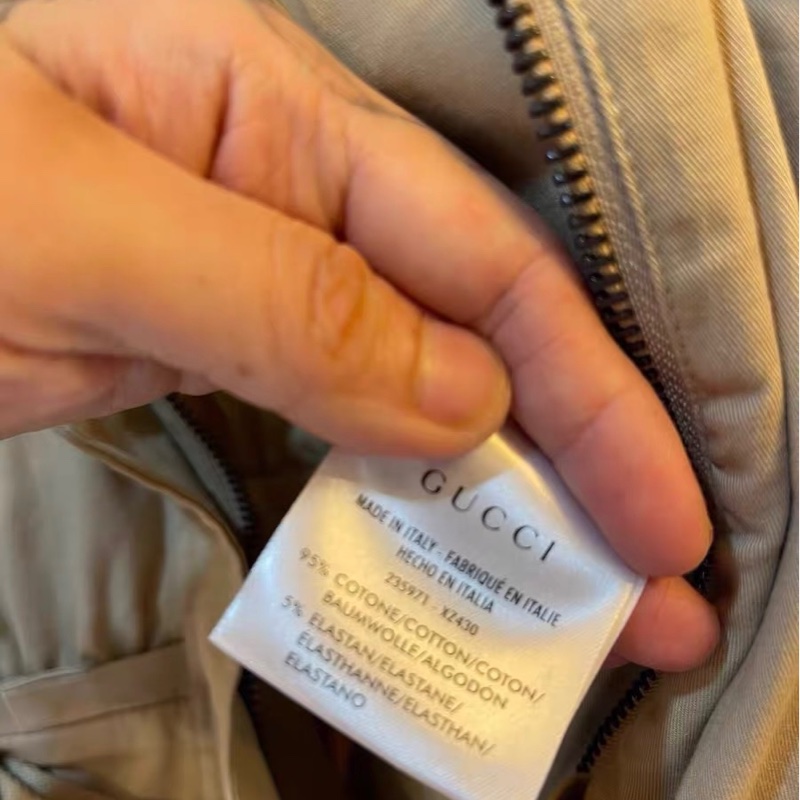 GUCCI
MADE IN ITALY - FABRIQUÉ EN ITALIE
HECHO EN ITALIA
235971 - XZ430
95% COTONE/COTTON/COTON/
BAUMWOLLE/ALGODON
5% ELASTAN/ELASTANE/
ELASTHANNE/ELASTHAN/
ELASTANO